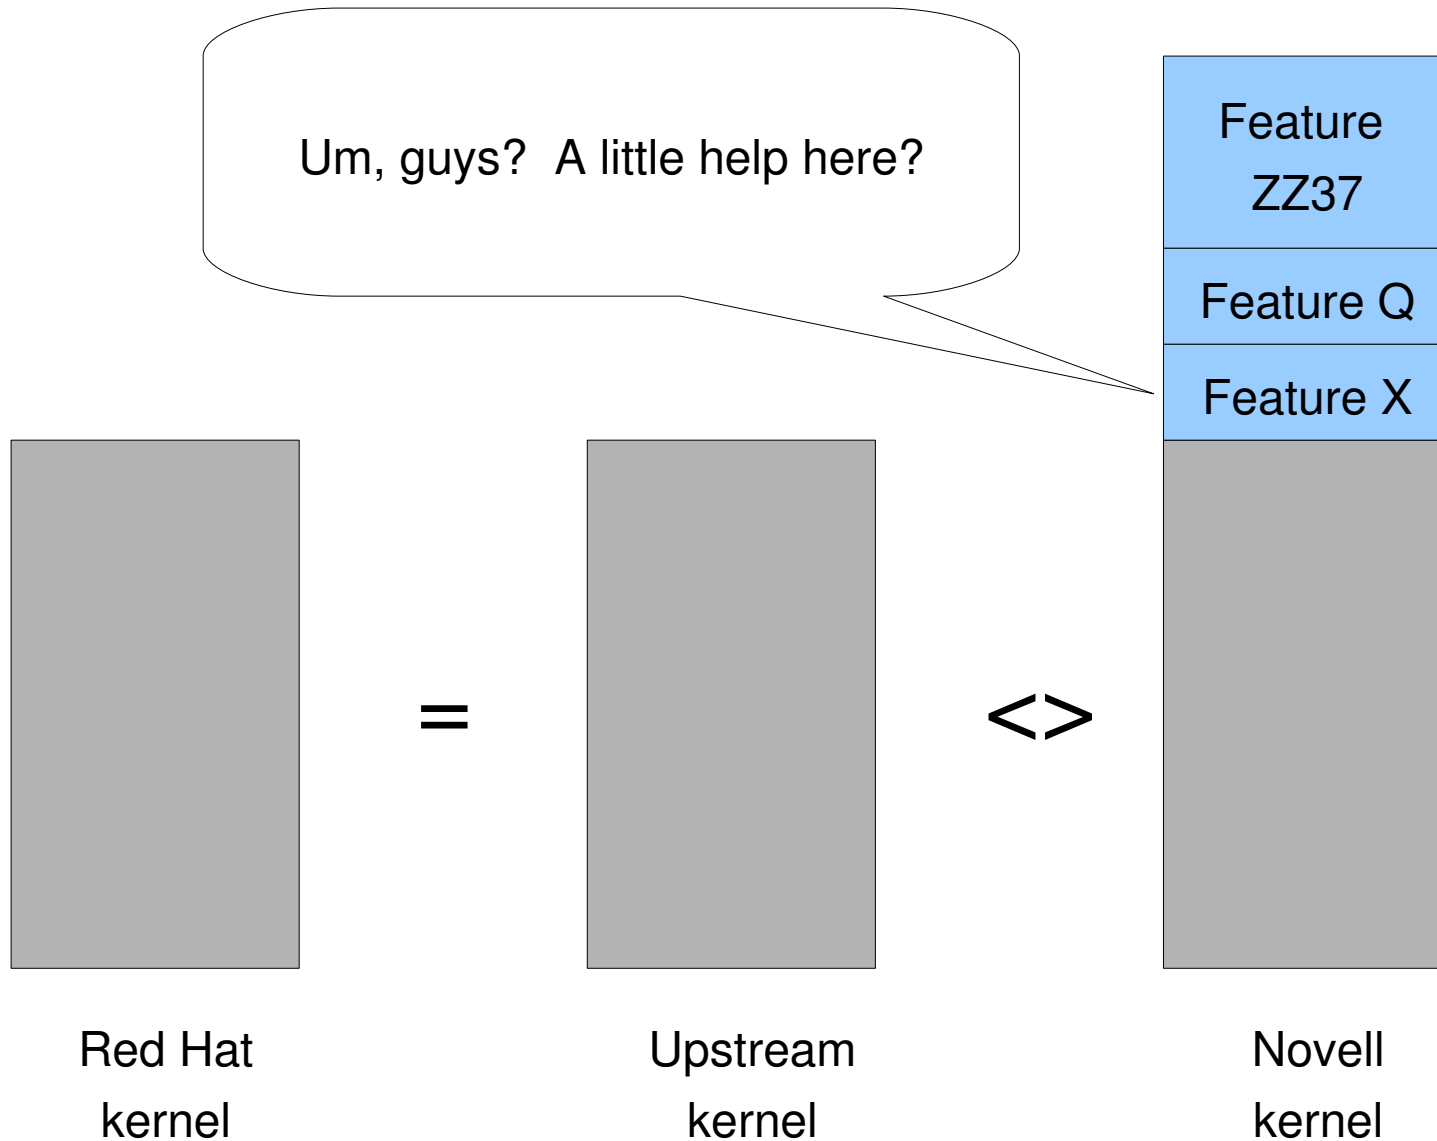 Um, guys?  A little help here?
Feature
ZZ37
Feature Q
Feature X
=
<>
Red Hat
kernel
Upstream
kernel
Novell
kernel